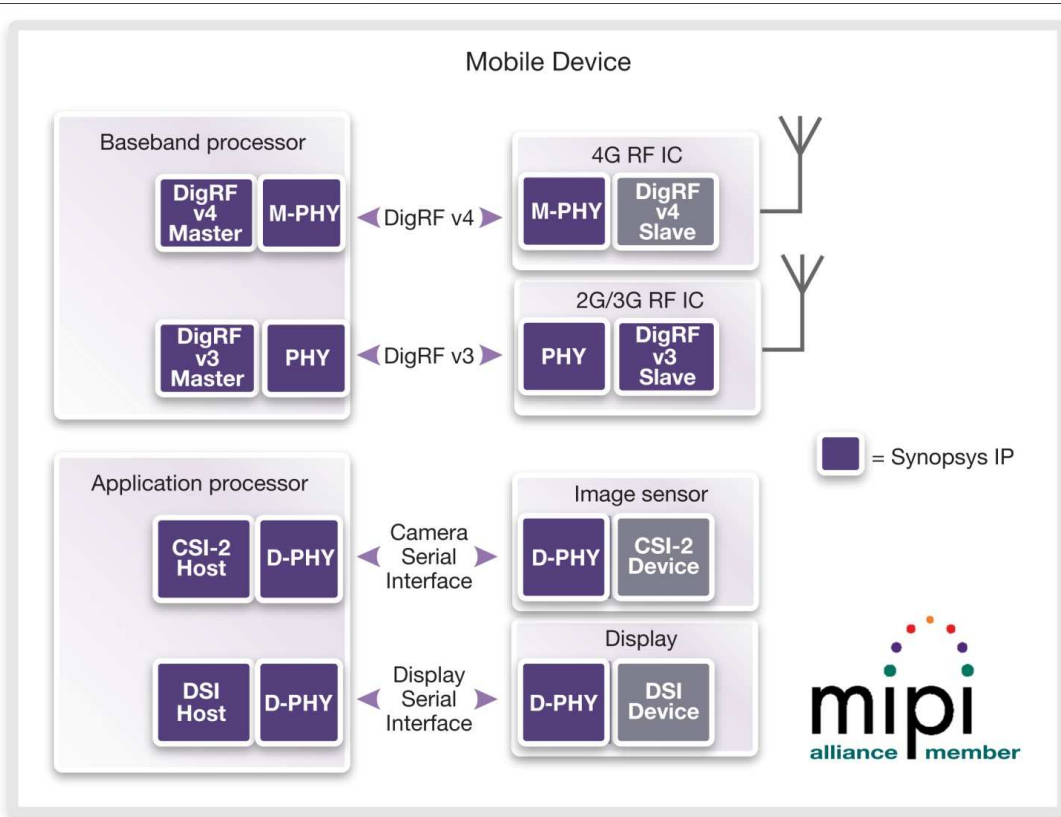 Mobile Device
Baseband processor
DigRF
v4
Master
M-PHY
DigRF v4
4G RF IC
M-PHY
DigRF
v4
Slave
DigRF
v3
Master
PHY
DigRF v3
2G/3G RF IC
PHY
DigRF
v3
Slave
= Synopsys IP
Application processor
CSI-2
Host
D-PHY
Camera
Serial
Interface
Image sensor
D-PHY
CSI-2
Device
DSI
Host
D-PHY
Display
Serial
Interface
Display
D-PHY
DSI
Device
mipi
alliance member